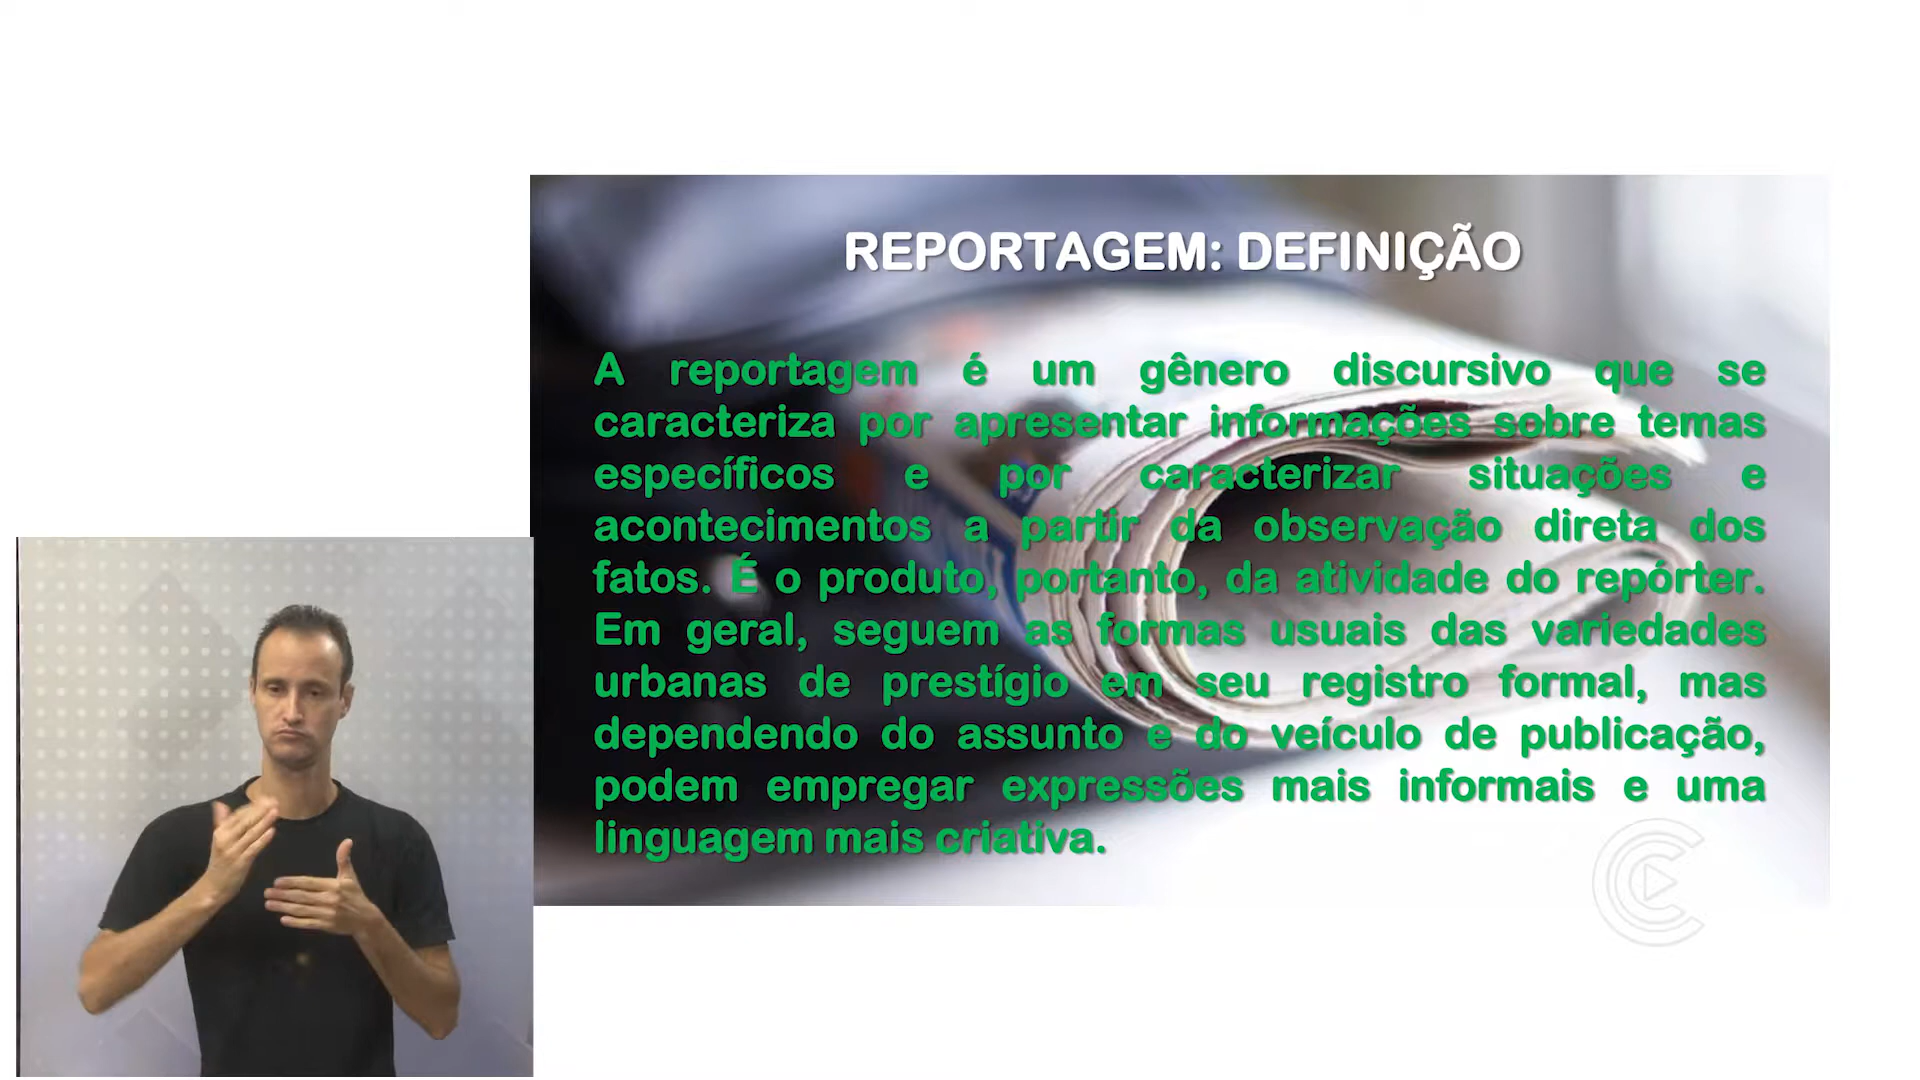 REPORTAGEM: DEFINIÇÃO
A reportagem é um gênero discursivo que se
caracteriza por apresentar informações sobre temas
específicos e por caracterizar situações e
acontecimentos a partir da observação direta dos
fatos. É o produto, portanto, da atividade do repórter.
Em geral, seguem as formas usuais das variedades
urbanas de prestígio em seu registro formal, mas
dependendo do assunto e do veículo de publicação,
podem empregar expressões mais informais e uma
linguagem mais criativa.